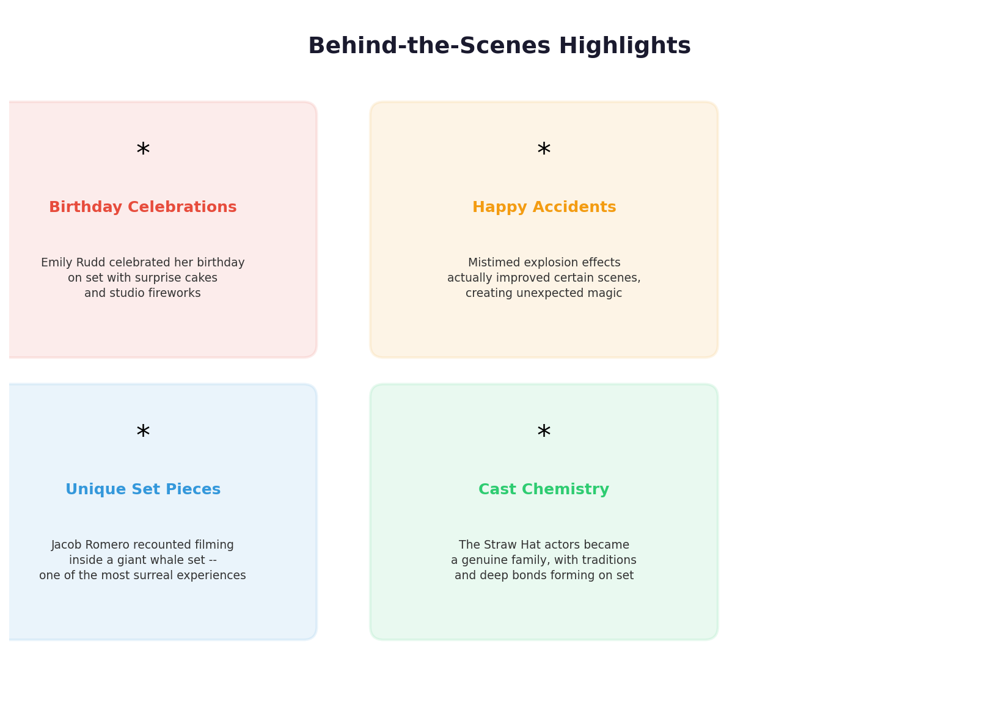 Behind-the-Scenes Highlights
*
Birthday Celebrations
Emily Rudd celebrated her birthday
on set with surprise cakes
and studio fireworks
*
Happy Accidents
Mistimed explosion effects
actually improved certain scenes,
creating unexpected magic
*
Unique Set Pieces
Jacob Romero recounted filming
inside a giant whale set --
one of the most surreal experiences
*
Cast Chemistry
The Straw Hat actors became
a genuine family, with traditions
and deep bonds forming on set